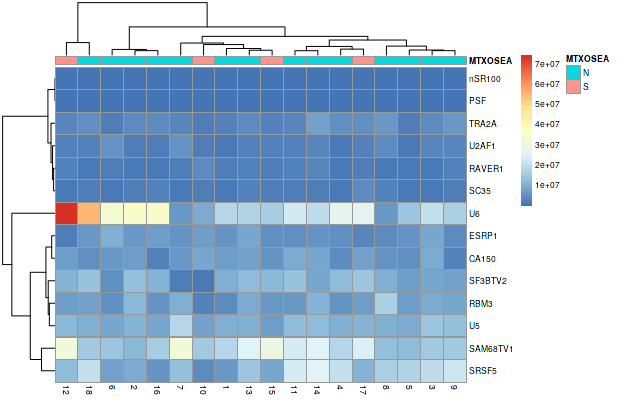 MTXOSEA
nSR100
PSF
TRA2A
U2AF1
RAVER1
SC35
U6
ESRP1
CA150
SF3BTV2
RBM3
U5
SAM68TV1
SRSF5
12 18 6 2 16 7 10 1 13 15 11 14 4 17 8 5 3 9
7e+07
6e+07
5e+07
4e+07
3e+07
2e+07
1e+07
MTXOSEA
N
S